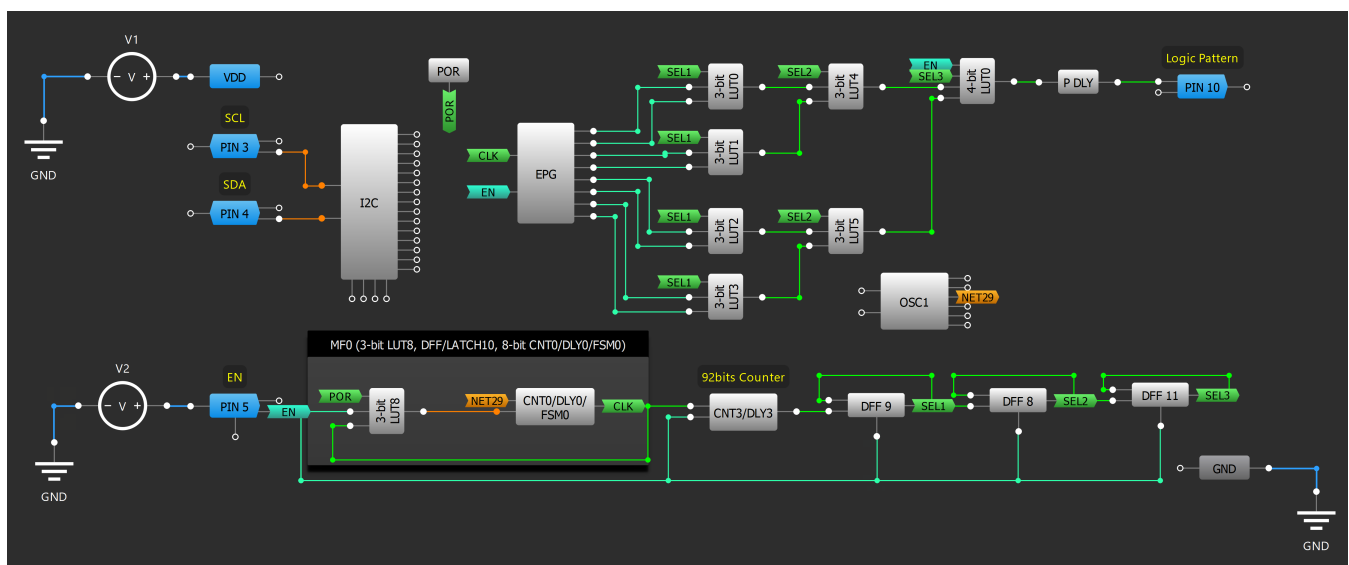 V1
− V +
VDD
GND
SCL
PIN 3
SDA
PIN 4
I2C
POR
POR
CLK
EN
EPG
SEL1
3-bit
LUT0
SEL1
3-bit
LUT1
SEL1
3-bit
LUT2
SEL1
3-bit
LUT3
SEL2
3-bit
LUT4
SEL2
3-bit
LUT5
EN
SEL3
4-bit
LUT0
P DLY
Logic Pattern
PIN 10
OSC1
NET29
V2
− V +
GND
EN
PIN 5
EN
MF0 (3-bit LUT8, DFF/LATCH10, 8-bit CNT0/DLY0/FSM0)
POR
3-bit
LUT8
NET29
CNT0/DLY0/
FSM0
CLK
92bits Counter
CNT3/DLY3
DFF 9
SEL1
DFF 8
SEL2
DFF 11
SEL3
GND
GND